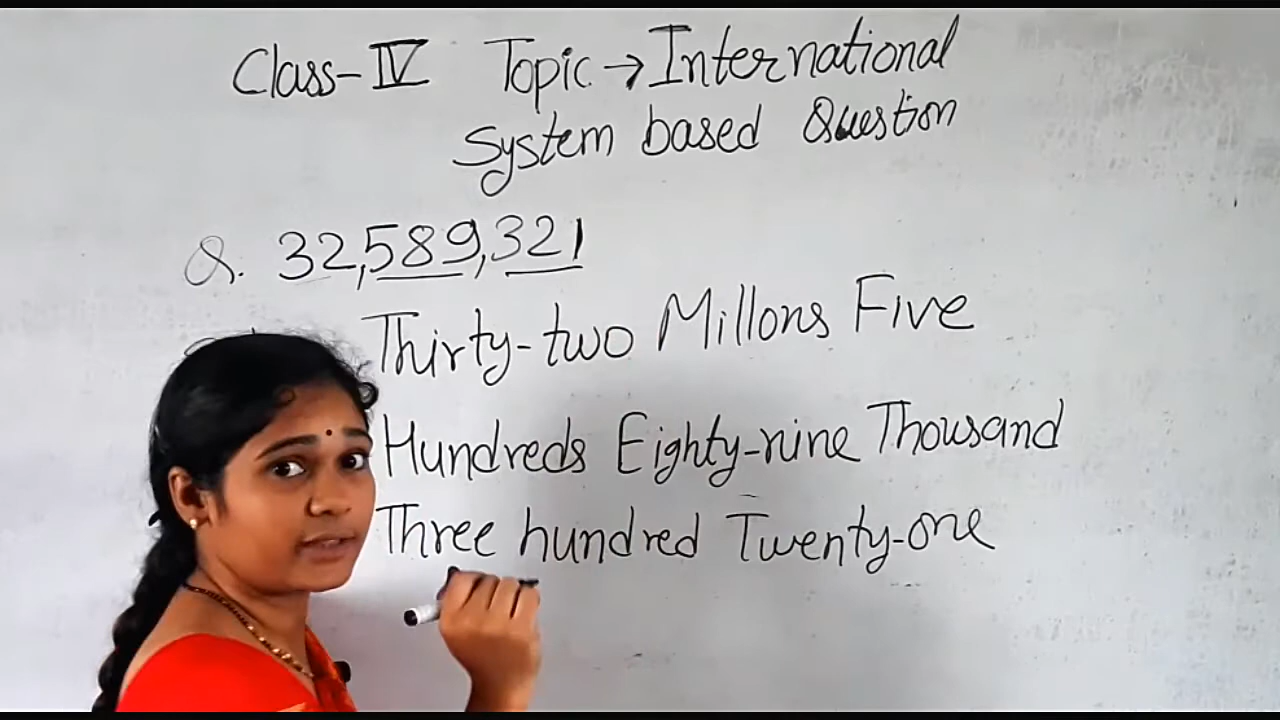 Class-IV Topic → International
System based Question
Q. 32,589,321
Thirty-two Millons Five
Hundreds Eighty-nine Thousand
Three hundred Twenty-one